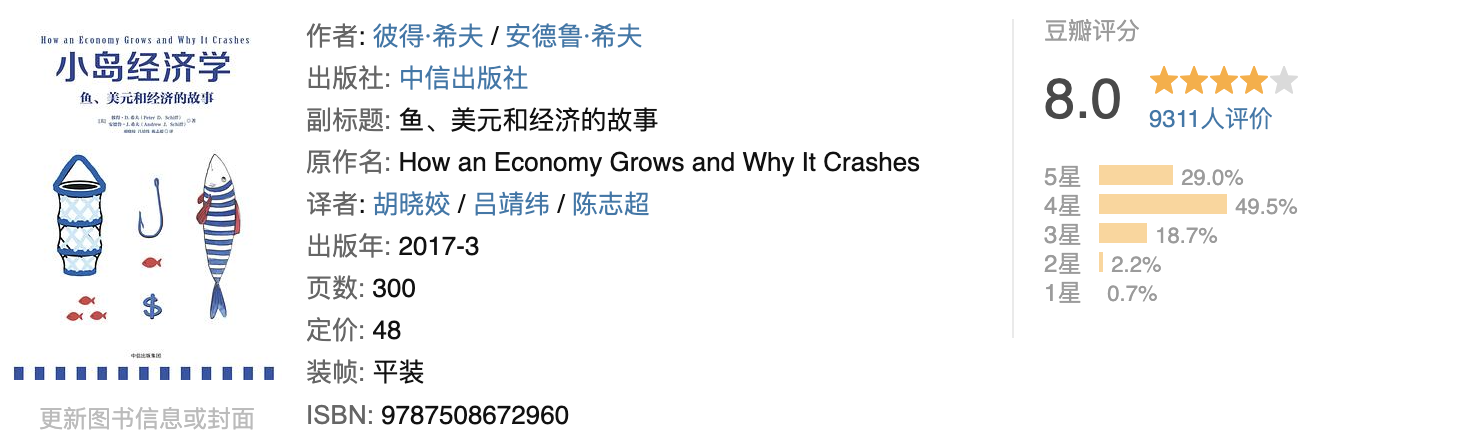 How an Economy Grows and Why It Crashes
小岛经济学
鱼、美元和经济的故事
[美] 彼得·D.希夫 (Peter D. Schiff)
安德鲁·J.希夫 (Andrew J. Schiff) ◎著
胡晓姣 吕靖纬 陈志超◎译
中信出版集团
更新图书信息或封面
作者: 彼得·希夫 / 安德鲁·希夫
出版社: 中信出版社
副标题: 鱼、美元和经济的故事
原作名: How an Economy Grows and Why It Crashes
译者: 胡晓姣 / 吕靖纬 / 陈志超
出版年: 2017-3
页数: 300
定价: 48
装帧: 平装
ISBN: 9787508672960
豆瓣评分
8.0
9311人评价
5星 29.0%
4星 49.5%
3星 18.7%
2星 2.2%
1星 0.7%